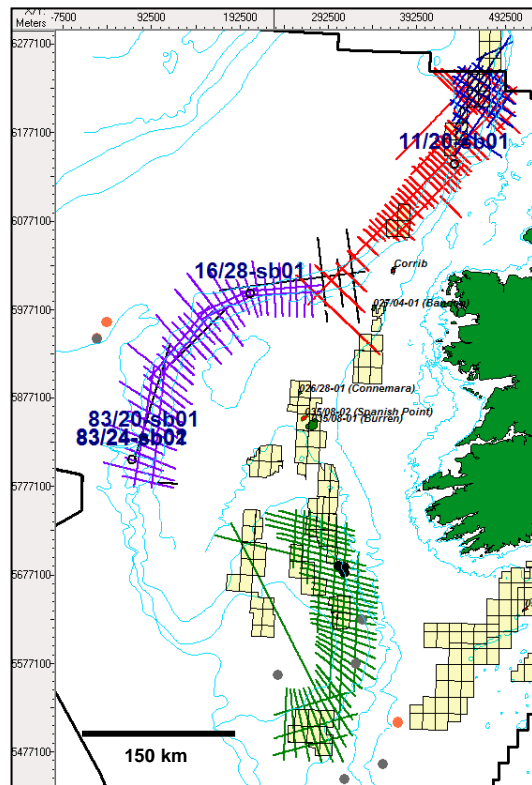 X/Y:
Meters
-7500 92500 192500 292500 392500 492500
6277100
6177100
11/20-sb01
6077100
16/28-sb01
Corrib
5977100
027/04-01 (Bandon)
026/28-01 (Connemara)
5877100
035/08-02 (Spanish Point)
83/20-sb01
035/08-01 (Burren)
83/24-sb02
5777100
5677100
5577100
5477100
150 km